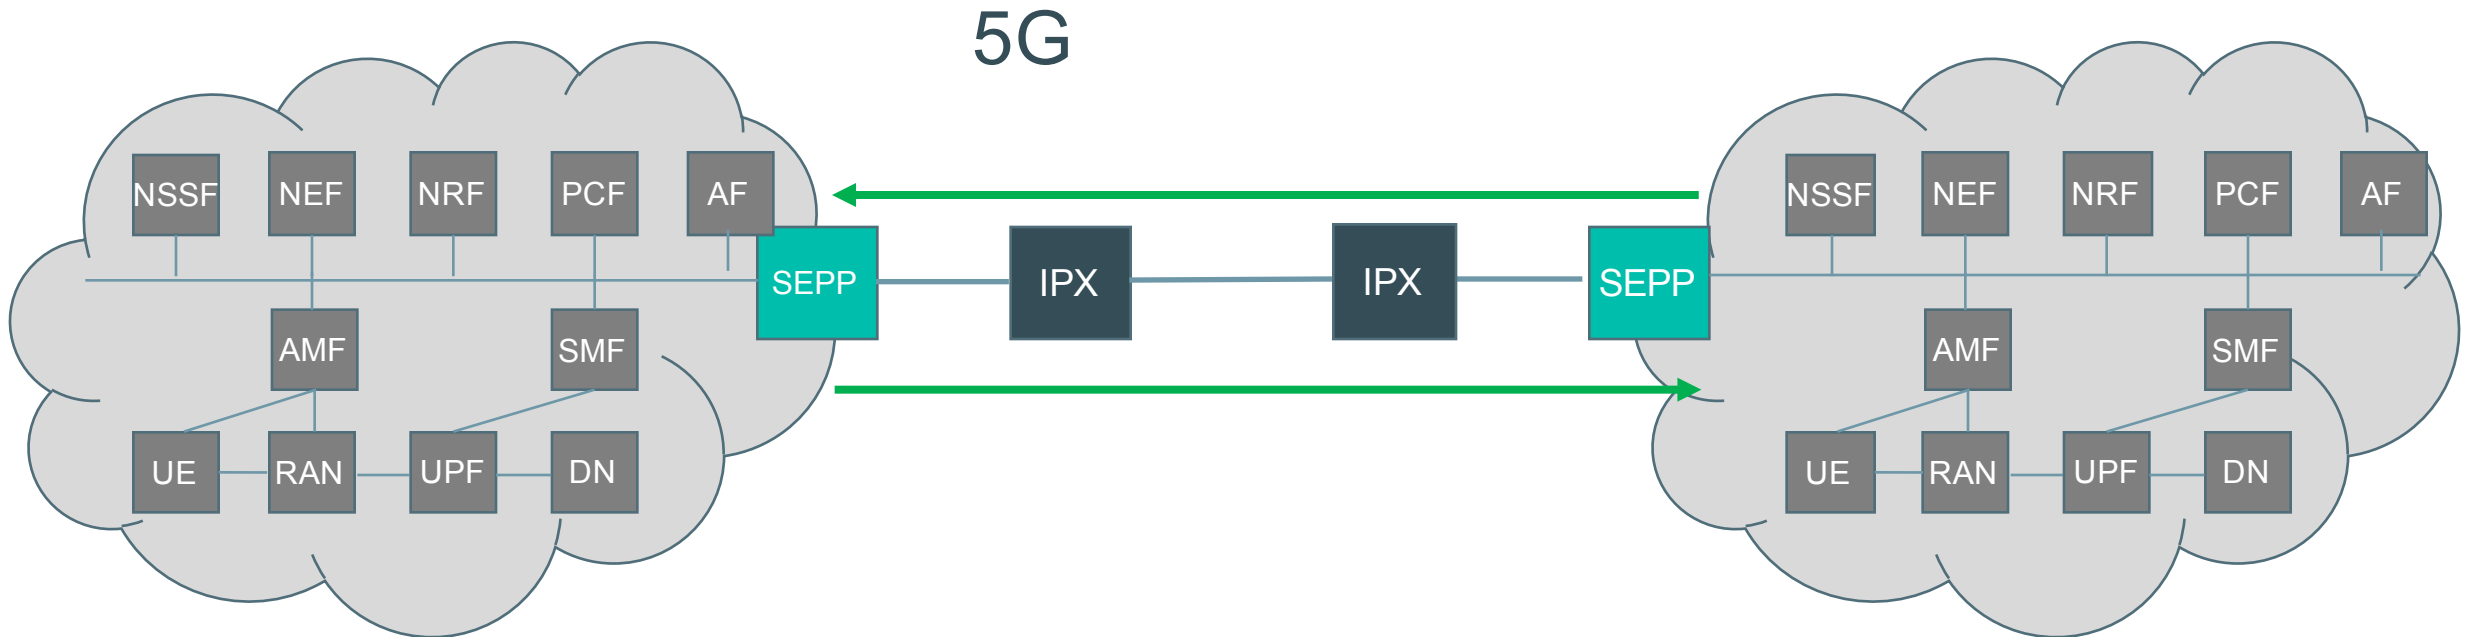 5G
NSSF NEF NRF PCF AF
SEPP
AMF SMF
UE RAN UPF DN
IPX IPX
NSSF NEF NRF PCF AF
SEPP
AMF SMF
UE RAN UPF DN